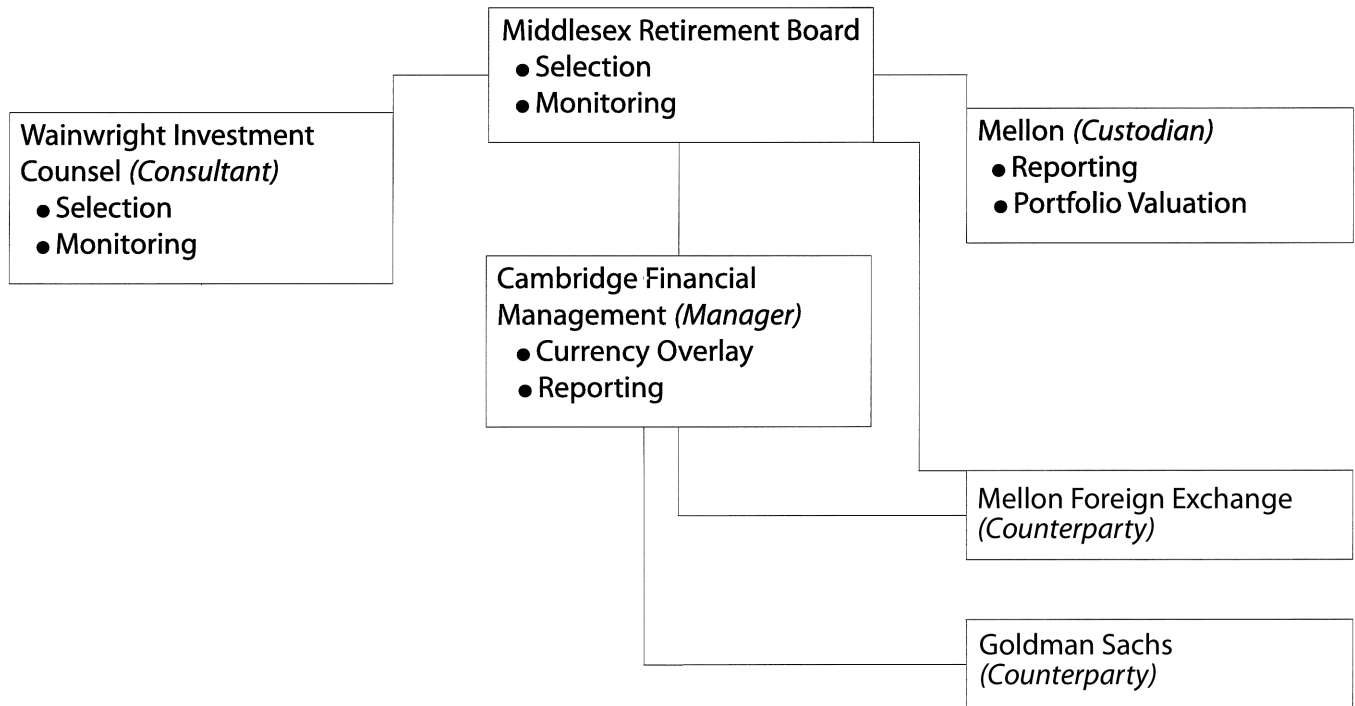 Middlesex Retirement Board
● Selection
● Monitoring
Wainwright Investment
Counsel (Consultant)
● Selection
● Monitoring
Mellon (Custodian)
● Reporting
● Portfolio Valuation
Cambridge Financial
Management (Manager)
● Currency Overlay
● Reporting
Mellon Foreign Exchange
(Counterparty)
Goldman Sachs
(Counterparty)